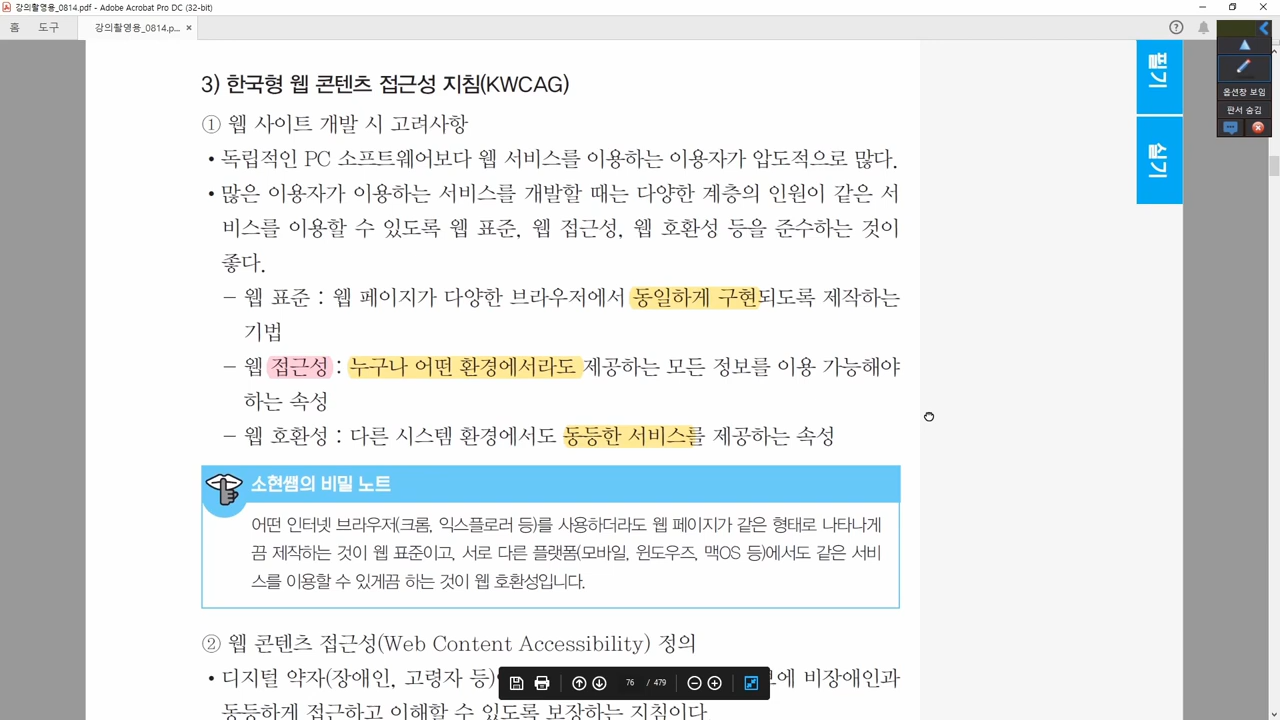 강의촬영용_0814.pdf - Adobe Acrobat Pro DC (32-bit)
홈 도구 강의촬영용_0814.p... ×
옵션창 보임
판서 숨김
필기
실기
3) 한국형 웹 콘텐츠 접근성 지침(KWCAG)
① 웹 사이트 개발 시 고려사항
• 독립적인 PC 소프트웨어보다 웹 서비스를 이용하는 이용자가 압도적으로 많다.
• 많은 이용자가 이용하는 서비스를 개발할 때는 다양한 계층의 인원이 같은 서
비스를 이용할 수 있도록 웹 표준, 웹 접근성, 웹 호환성 등을 준수하는 것이
좋다.
– 웹 표준 : 웹 페이지가 다양한 브라우저에서 동일하게 구현되도록 제작하는
기법
– 웹 접근성 : 누구나 어떤 환경에서라도 제공하는 모든 정보를 이용 가능해야
하는 속성
– 웹 호환성 : 다른 시스템 환경에서도 동등한 서비스를 제공하는 속성
소현쌤의 비밀 노트
어떤 인터넷 브라우저(크롬, 익스플로러 등)를 사용하더라도 웹 페이지가 같은 형태로 나타나게
끔 제작하는 것이 웹 표준이고, 서로 다른 플랫폼(모바일, 윈도우즈, 맥OS 등)에서도 같은 서비
스를 이용할 수 있게끔 하는 것이 웹 호환성입니다.
② 웹 콘텐츠 접근성(Web Content Accessibility) 정의
• 디지털 약자(장애인, 고령자 등) 에 비장애인과
76 / 479
동등하게 접근하고 이해할 수 있도록 보장하는 지침이다